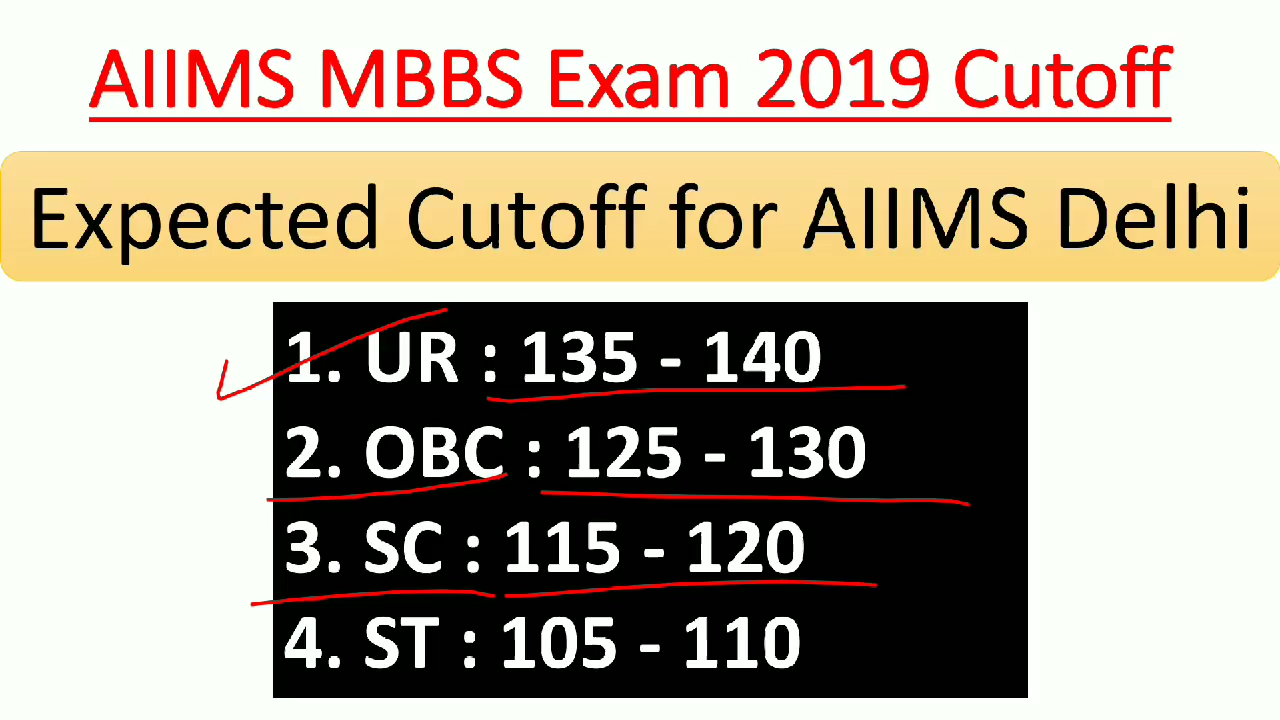 AIIMS MBBS Exam 2019 Cutoff
Expected Cutoff for AIIMS Delhi
1. UR : 135 - 140
2. OBC : 125 - 130
3. SC : 115 - 120
4. ST : 105 - 110